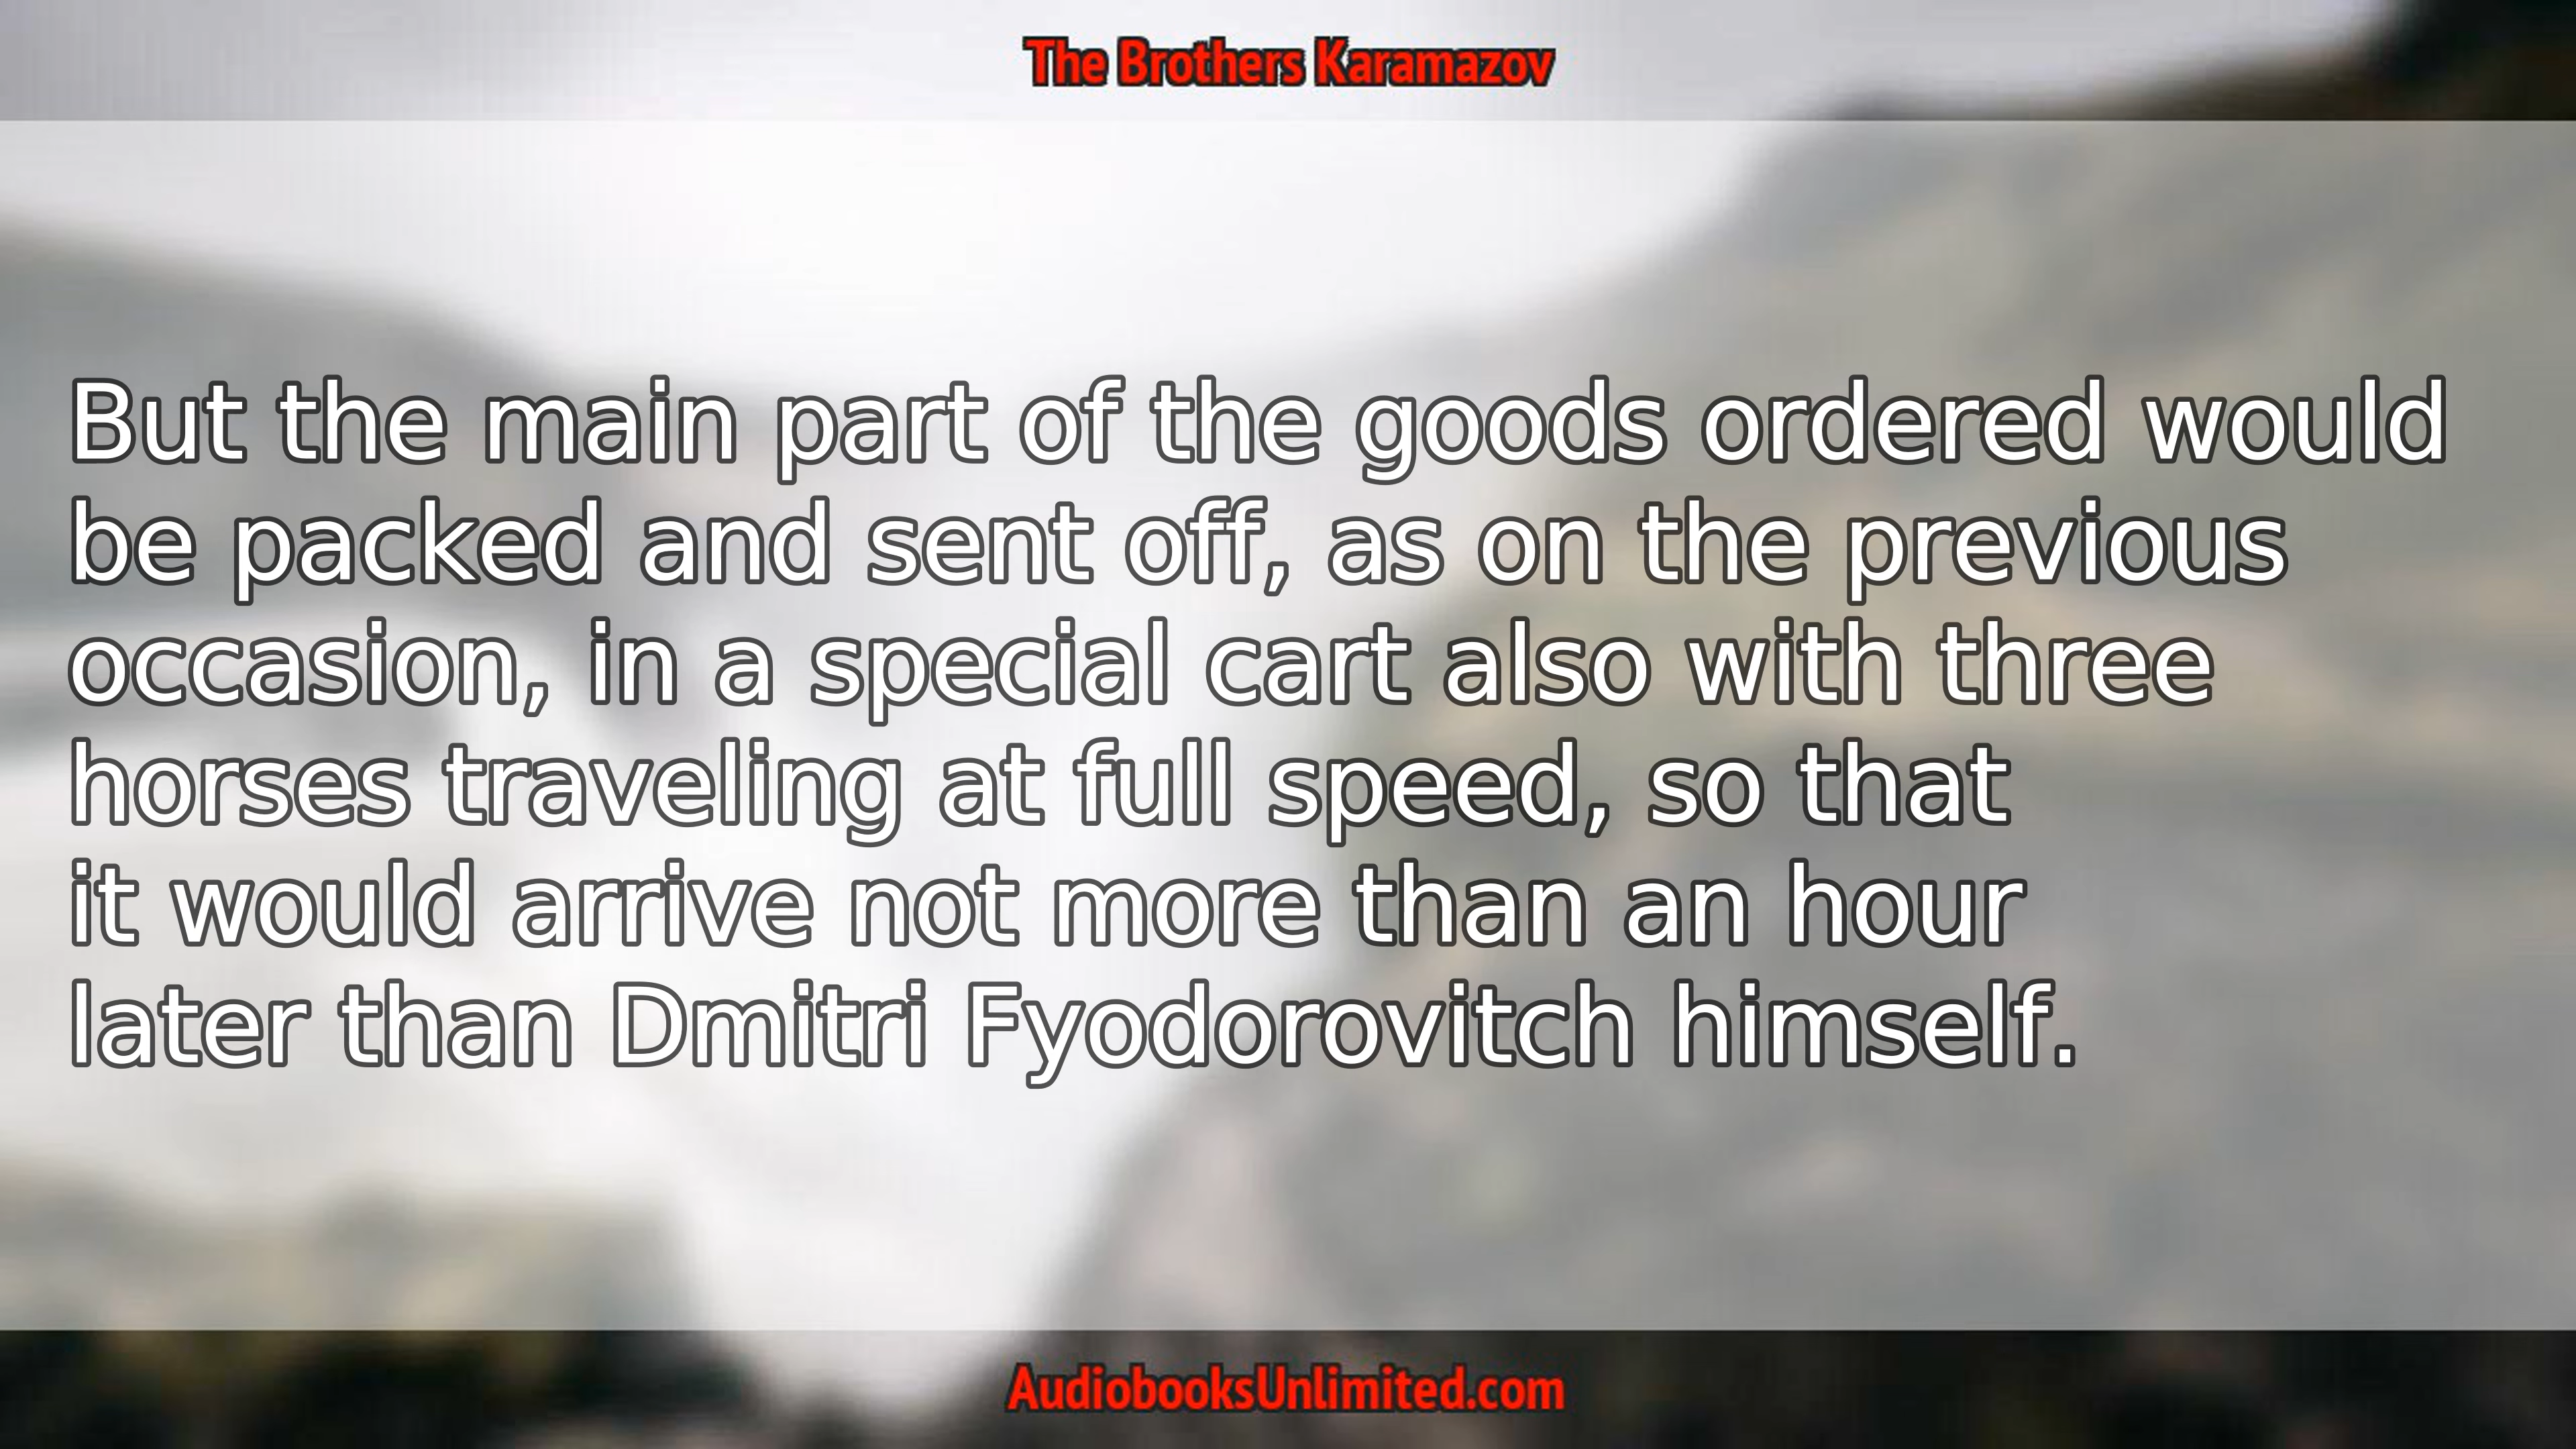 The Brothers Karamazov
But the main part of the goods ordered would
be packed and sent off, as on the previous
occasion, in a special cart also with three
horses traveling at full speed, so that
it would arrive not more than an hour
later than Dmitri Fyodorovitch himself.
AudiobooksUnlimited.com